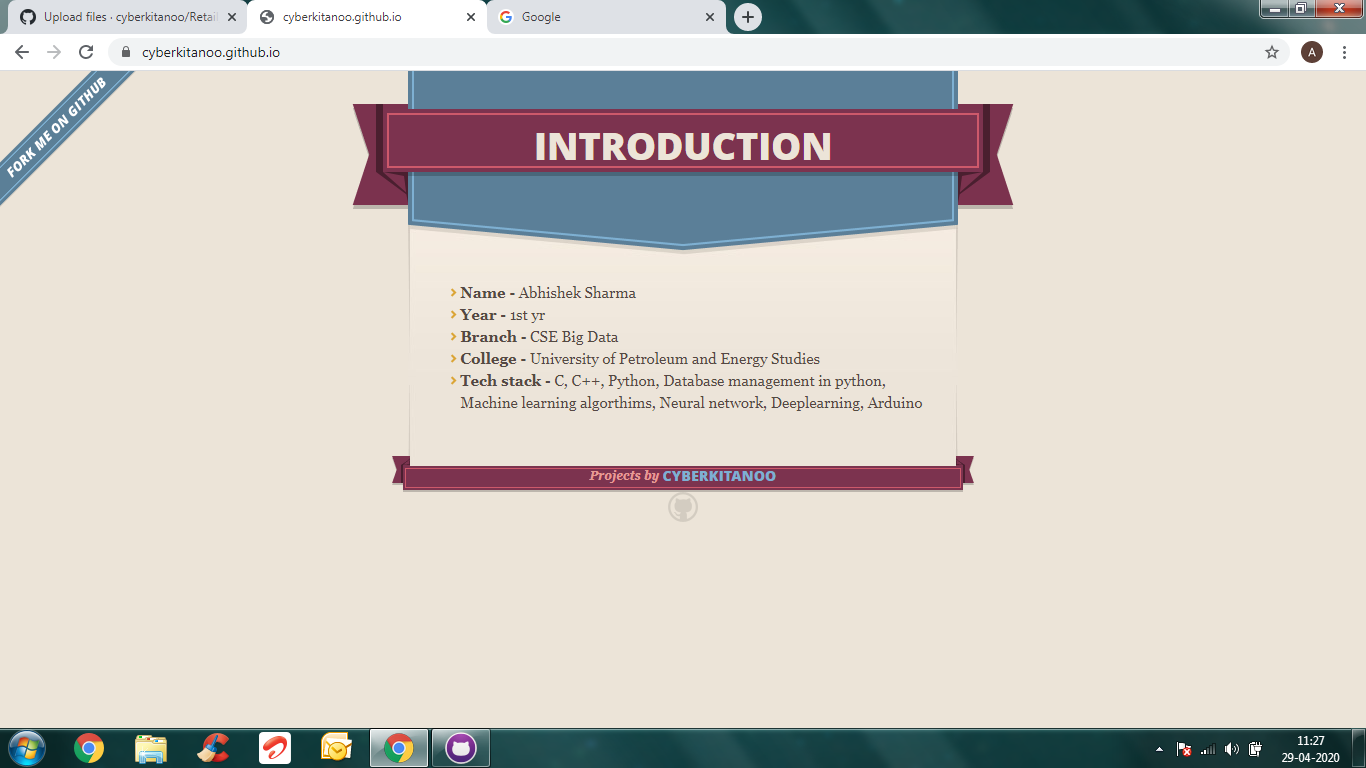 Upload files · cyberkitanoo/Retail
cyberkitanoo.github.io
Google
cyberkitanoo.github.io
A
FORK ME ON GITHUB
INTRODUCTION
Name - Abhishek Sharma
Year - 1st yr
Branch - CSE Big Data
College - University of Petroleum and Energy Studies
Tech stack - C, C++, Python, Database management in python,
Machine learning algorthims, Neural network, Deeplearning, Arduino
Projects by CYBERKITANOO
11:27
29-04-2020